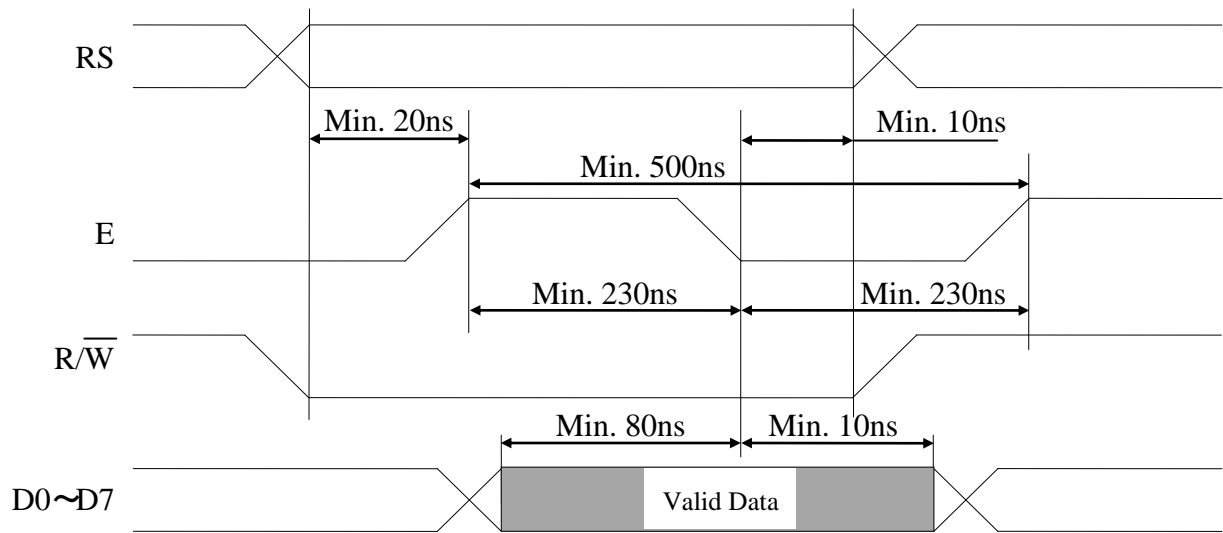 RS
Min. 20ns
Min. 10ns
Min. 500ns
E
Min. 230ns
Min. 230ns
R/W̅
Min. 80ns
Min. 10ns
D0～D7
Valid Data